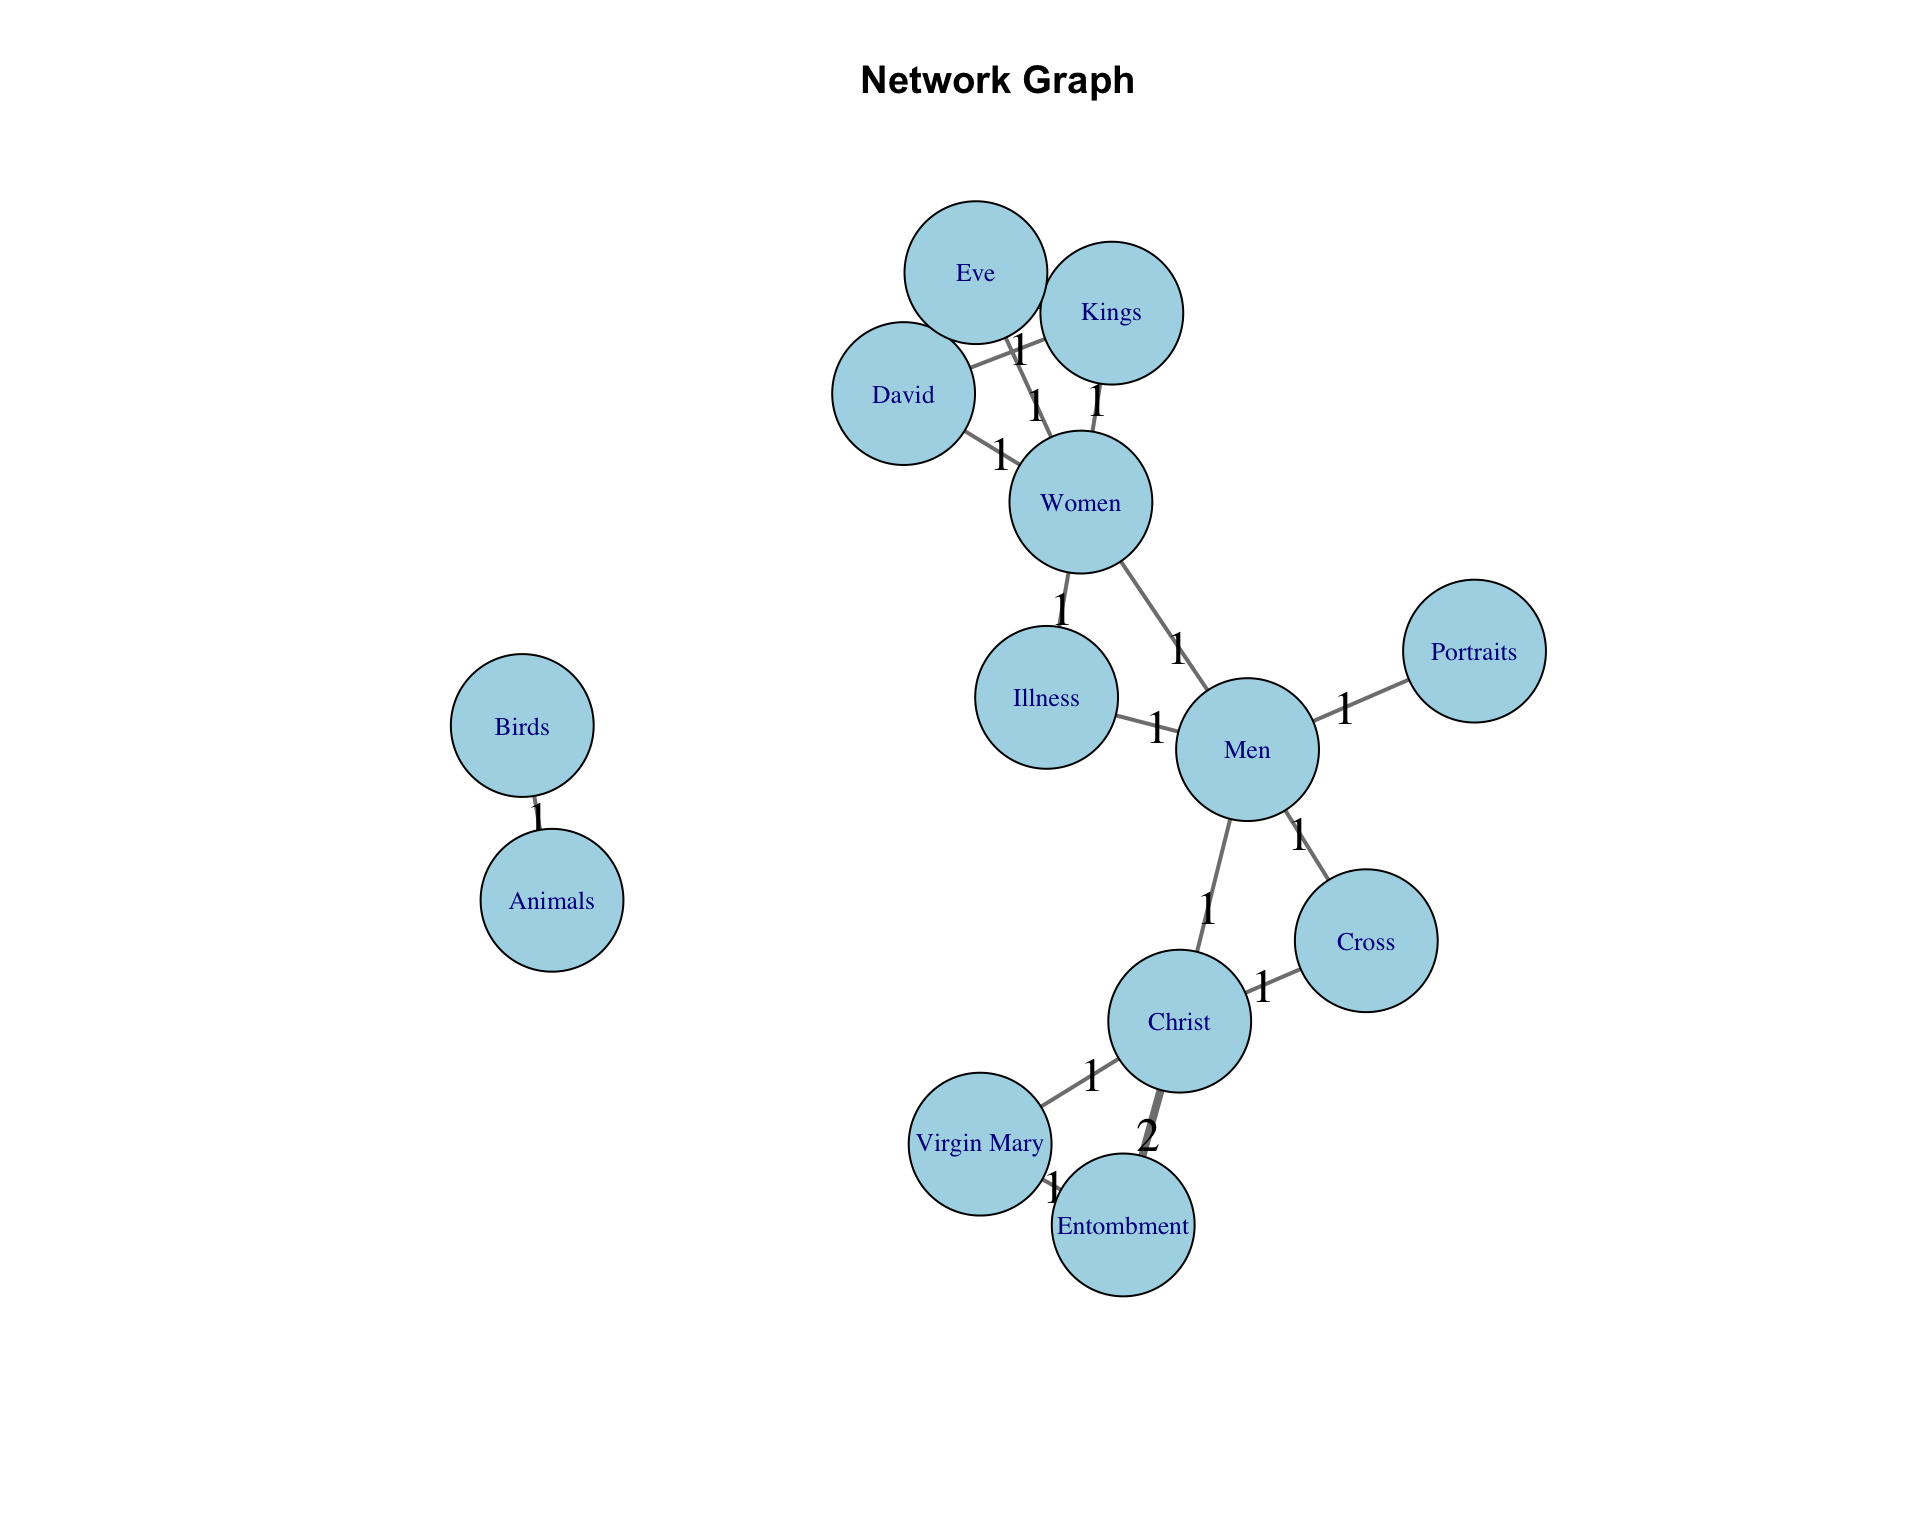 Network Graph
Eve
Kings
1
David
1
1
1
Women
1
1
Portraits
Illness
1
1
Birds
Men
1
1
Animals
1
Cross
1
Christ
1
2
Virgin Mary
1
Entombment